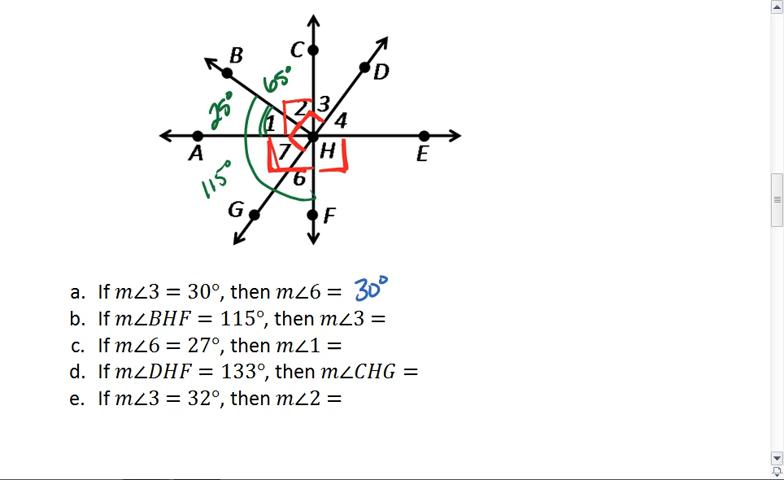 C
B
D
65°
25°
2 3
1 4
A 7 H E
115° 6
G F
a. If m∠3 = 30°, then m∠6 = 30°
b. If m∠BHF = 115°, then m∠3 =
c. If m∠6 = 27°, then m∠1 =
d. If m∠DHF = 133°, then m∠CHG =
e. If m∠3 = 32°, then m∠2 =